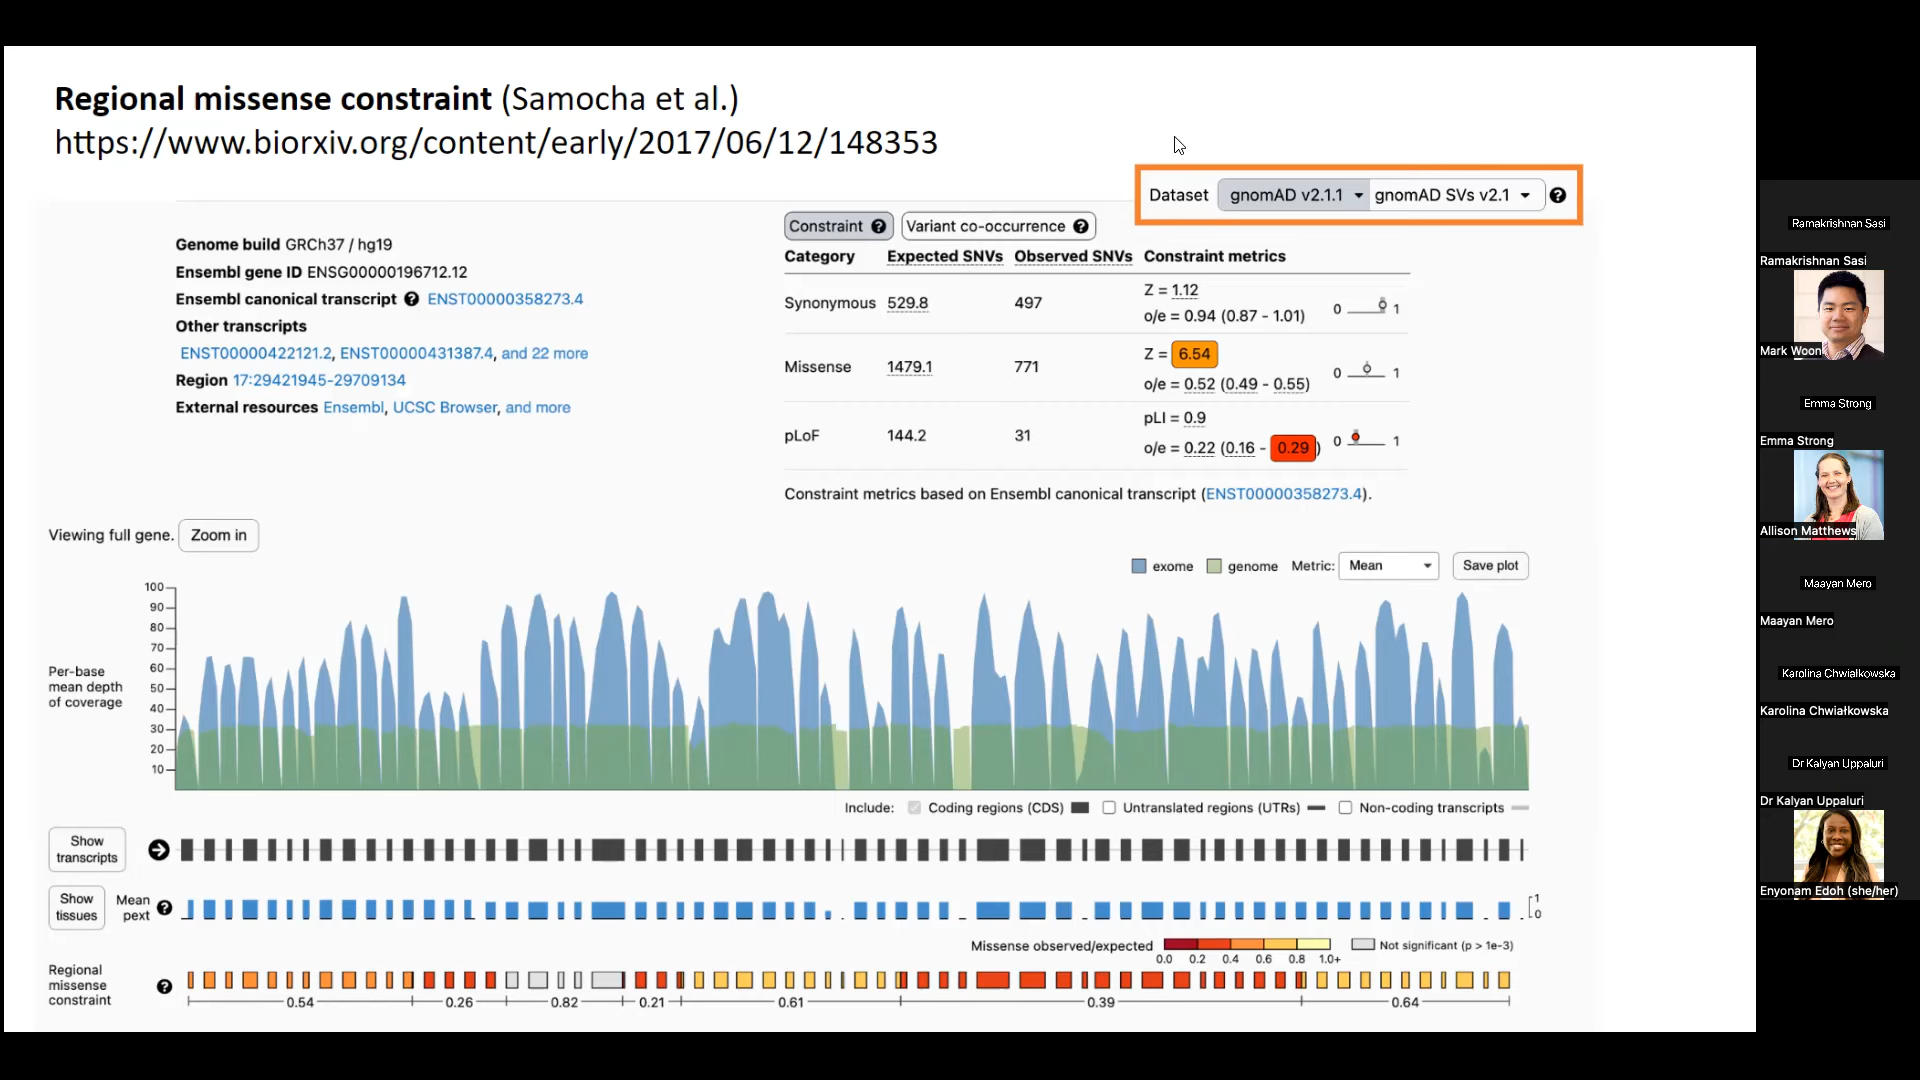 Regional missense constraint (Samocha et al.)
https://www.biorxiv.org/content/early/2017/06/12/148353
Dataset gnomAD v2.1.1 gnomAD SVs v2.1 ?
Genome build GRCh37 / hg19
Ensembl gene ID ENSG00000196712.12
Ensembl canonical transcript ? ENST00000358273.4
Other transcripts
ENST00000422121.2, ENST00000431387.4, and 22 more
Region 17:29421945-29709134
External resources Ensembl, UCSC Browser, and more
Constraint ? Variant co-occurrence ?
Category Expected SNVs Observed SNVs Constraint metrics
Synonymous 529.8 497 Z = 1.12
o/e = 0.94 (0.87 - 1.01) 0 1
Missense 1479.1 771 Z = 6.54
o/e = 0.52 (0.49 - 0.55) 0 1
pLoF 144.2 31 pLI = 0.9
o/e = 0.22 (0.16 - 0.29) 0 1
Constraint metrics based on Ensembl canonical transcript (ENST00000358273.4).
Viewing full gene. Zoom in
exome genome Metric: Mean Save plot
100
90
80
70
60
50
40
30
20
10
Per-base
mean depth
of coverage
Include: Coding regions (CDS) Untranslated regions (UTRs) Non-coding transcripts
Show
transcripts
Show
tissues
Mean
pext ?
1
0
Missense observed/expected Not significant (p > 1e-3)
0.0 0.2 0.4 0.6 0.8 1.0+
Regional
missense
constraint ?
0.54 0.26 0.82 0.21 0.61 0.39 0.64
Ramakrishnan Sasi
Ramakrishnan Sasi
Mark Woon
Emma Strong
Emma Strong
Allison Matthews
Maayan Mero
Maayan Mero
Karolina Chwiałkowska
Karolina Chwiałkowska
Dr Kalyan Uppaluri
Dr Kalyan Uppaluri
Enyonam Edoh (she/her)